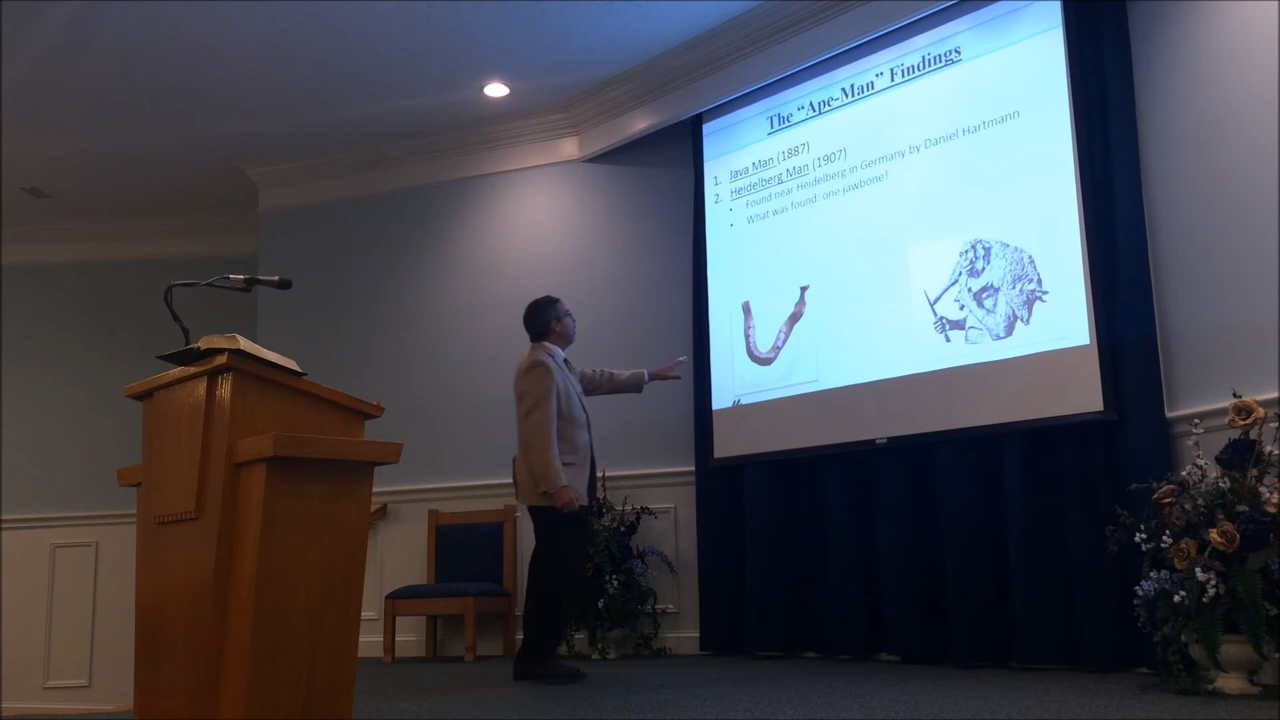 The "Ape-Man" Findings
1. Java Man (1887)
2. Heidelberg Man (1907)
• Found near Heidelberg in Germany by Daniel Hartmann
• What was found: one jawbone!